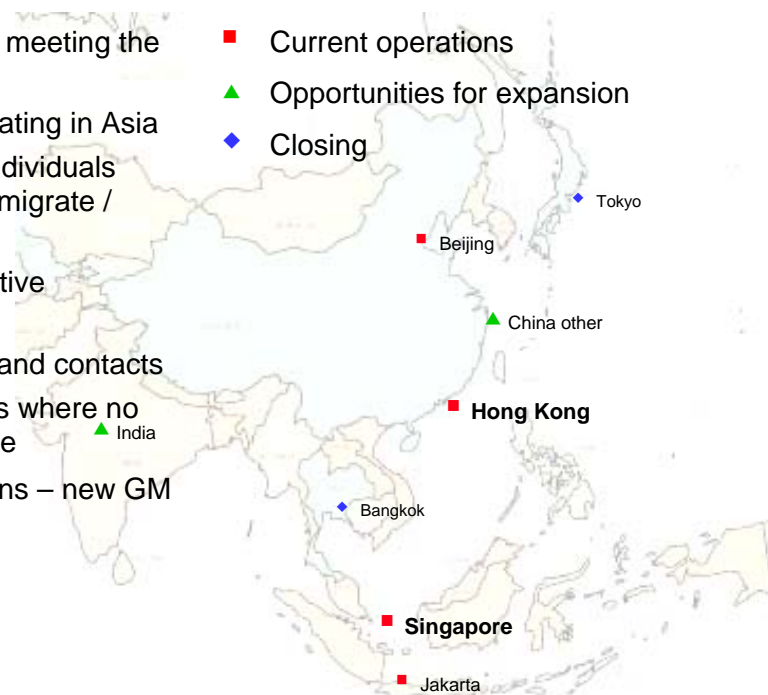 meeting the
ating in Asia
dividuals
migrate /
tive
and contacts
s where no
e
ns – new GM
Current operations
Opportunities for expansion
Closing
Tokyo
Beijing
China other
Hong Kong
India
Bangkok
Singapore
Jakarta